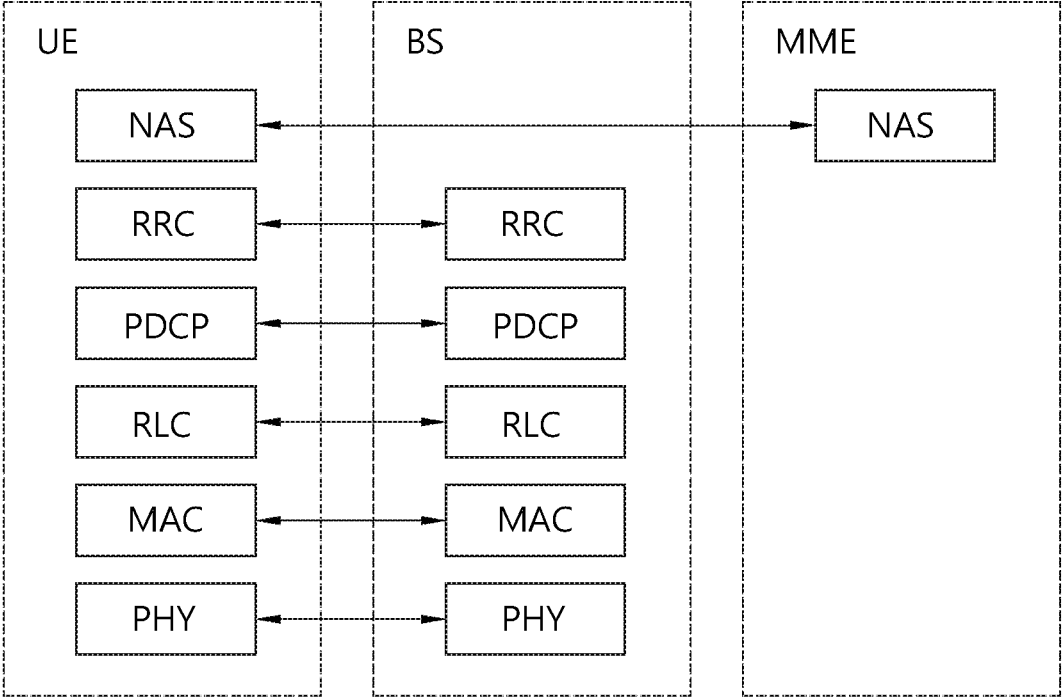 UE BS MME
NAS NAS
RRC RRC
PDCP PDCP
RLC RLC
MAC MAC
PHY PHY